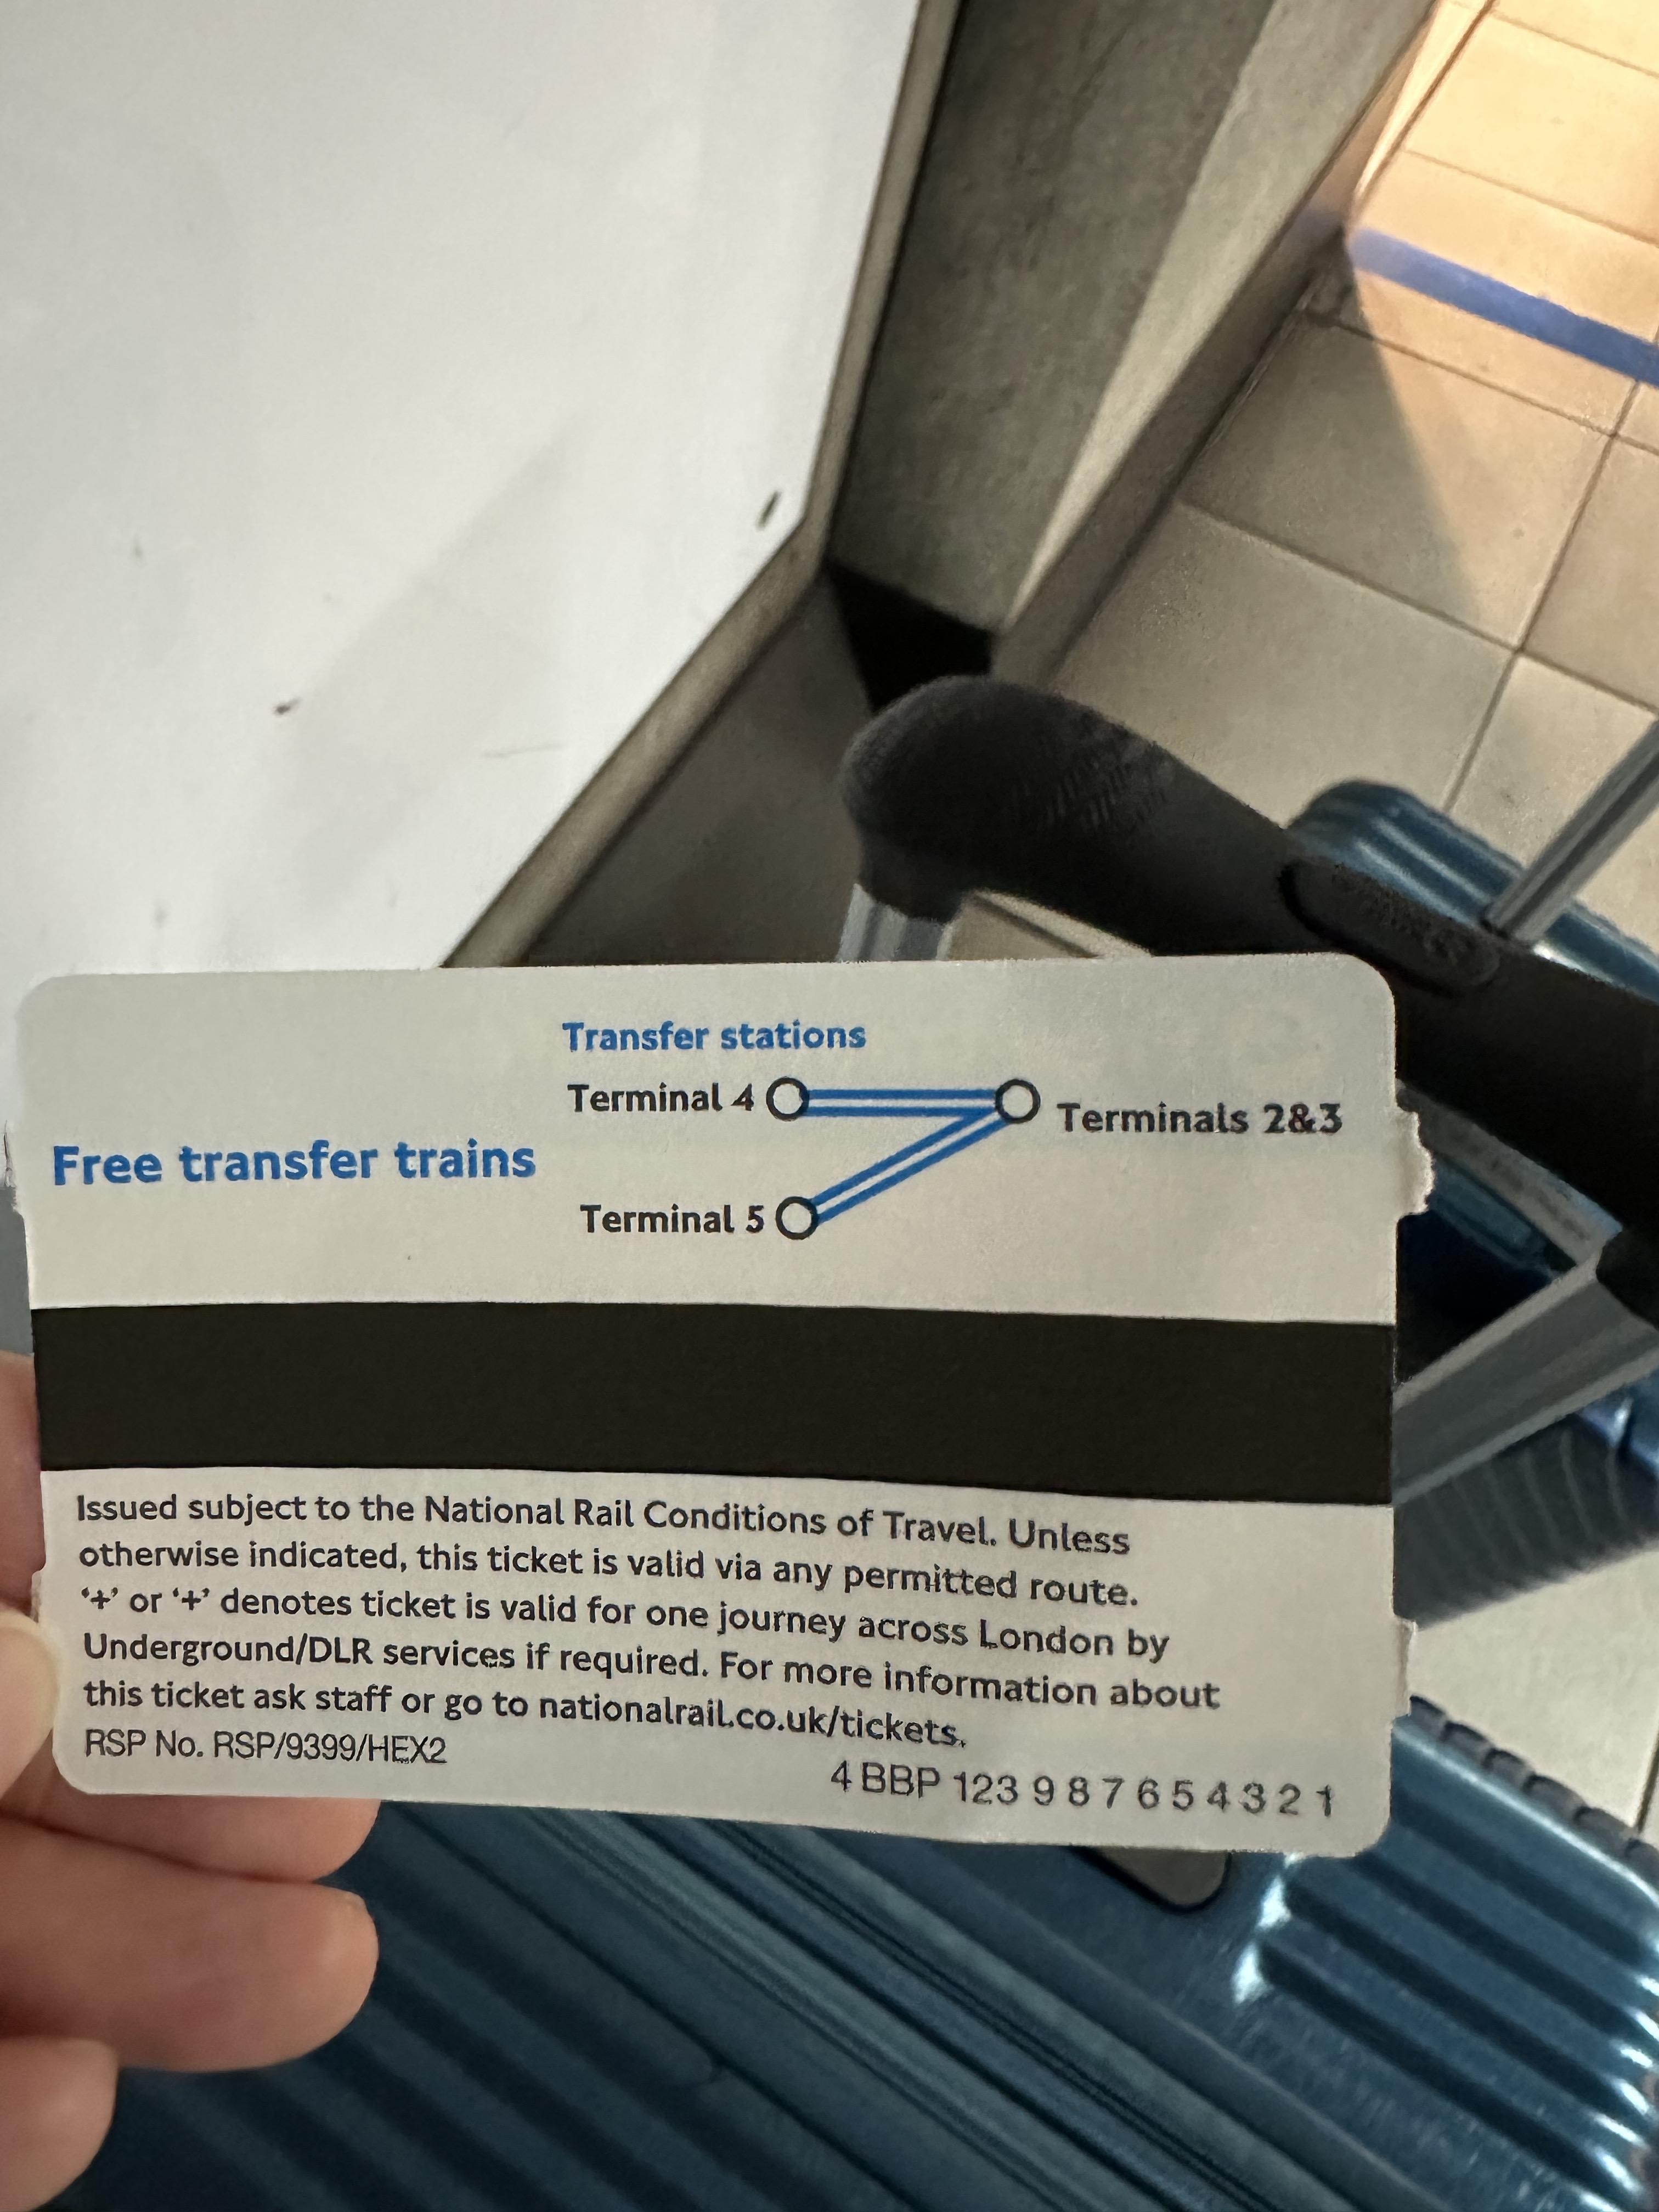 Transfer stations
Terminal 4
Terminals 2&3
Free transfer trains
Terminal 5
Issued subject to the National Rail Conditions of Travel. Unless
otherwise indicated, this ticket is valid via any permitted route.
‘+’ or ‘+’ denotes ticket is valid for one journey across London by
Underground/DLR services if required. For more information about
this ticket ask staff or go to nationalrail.co.uk/tickets.
RSP No. RSP/9399/HEX2
4 BBP 123 9 8 7 6 5 4 3 2 1